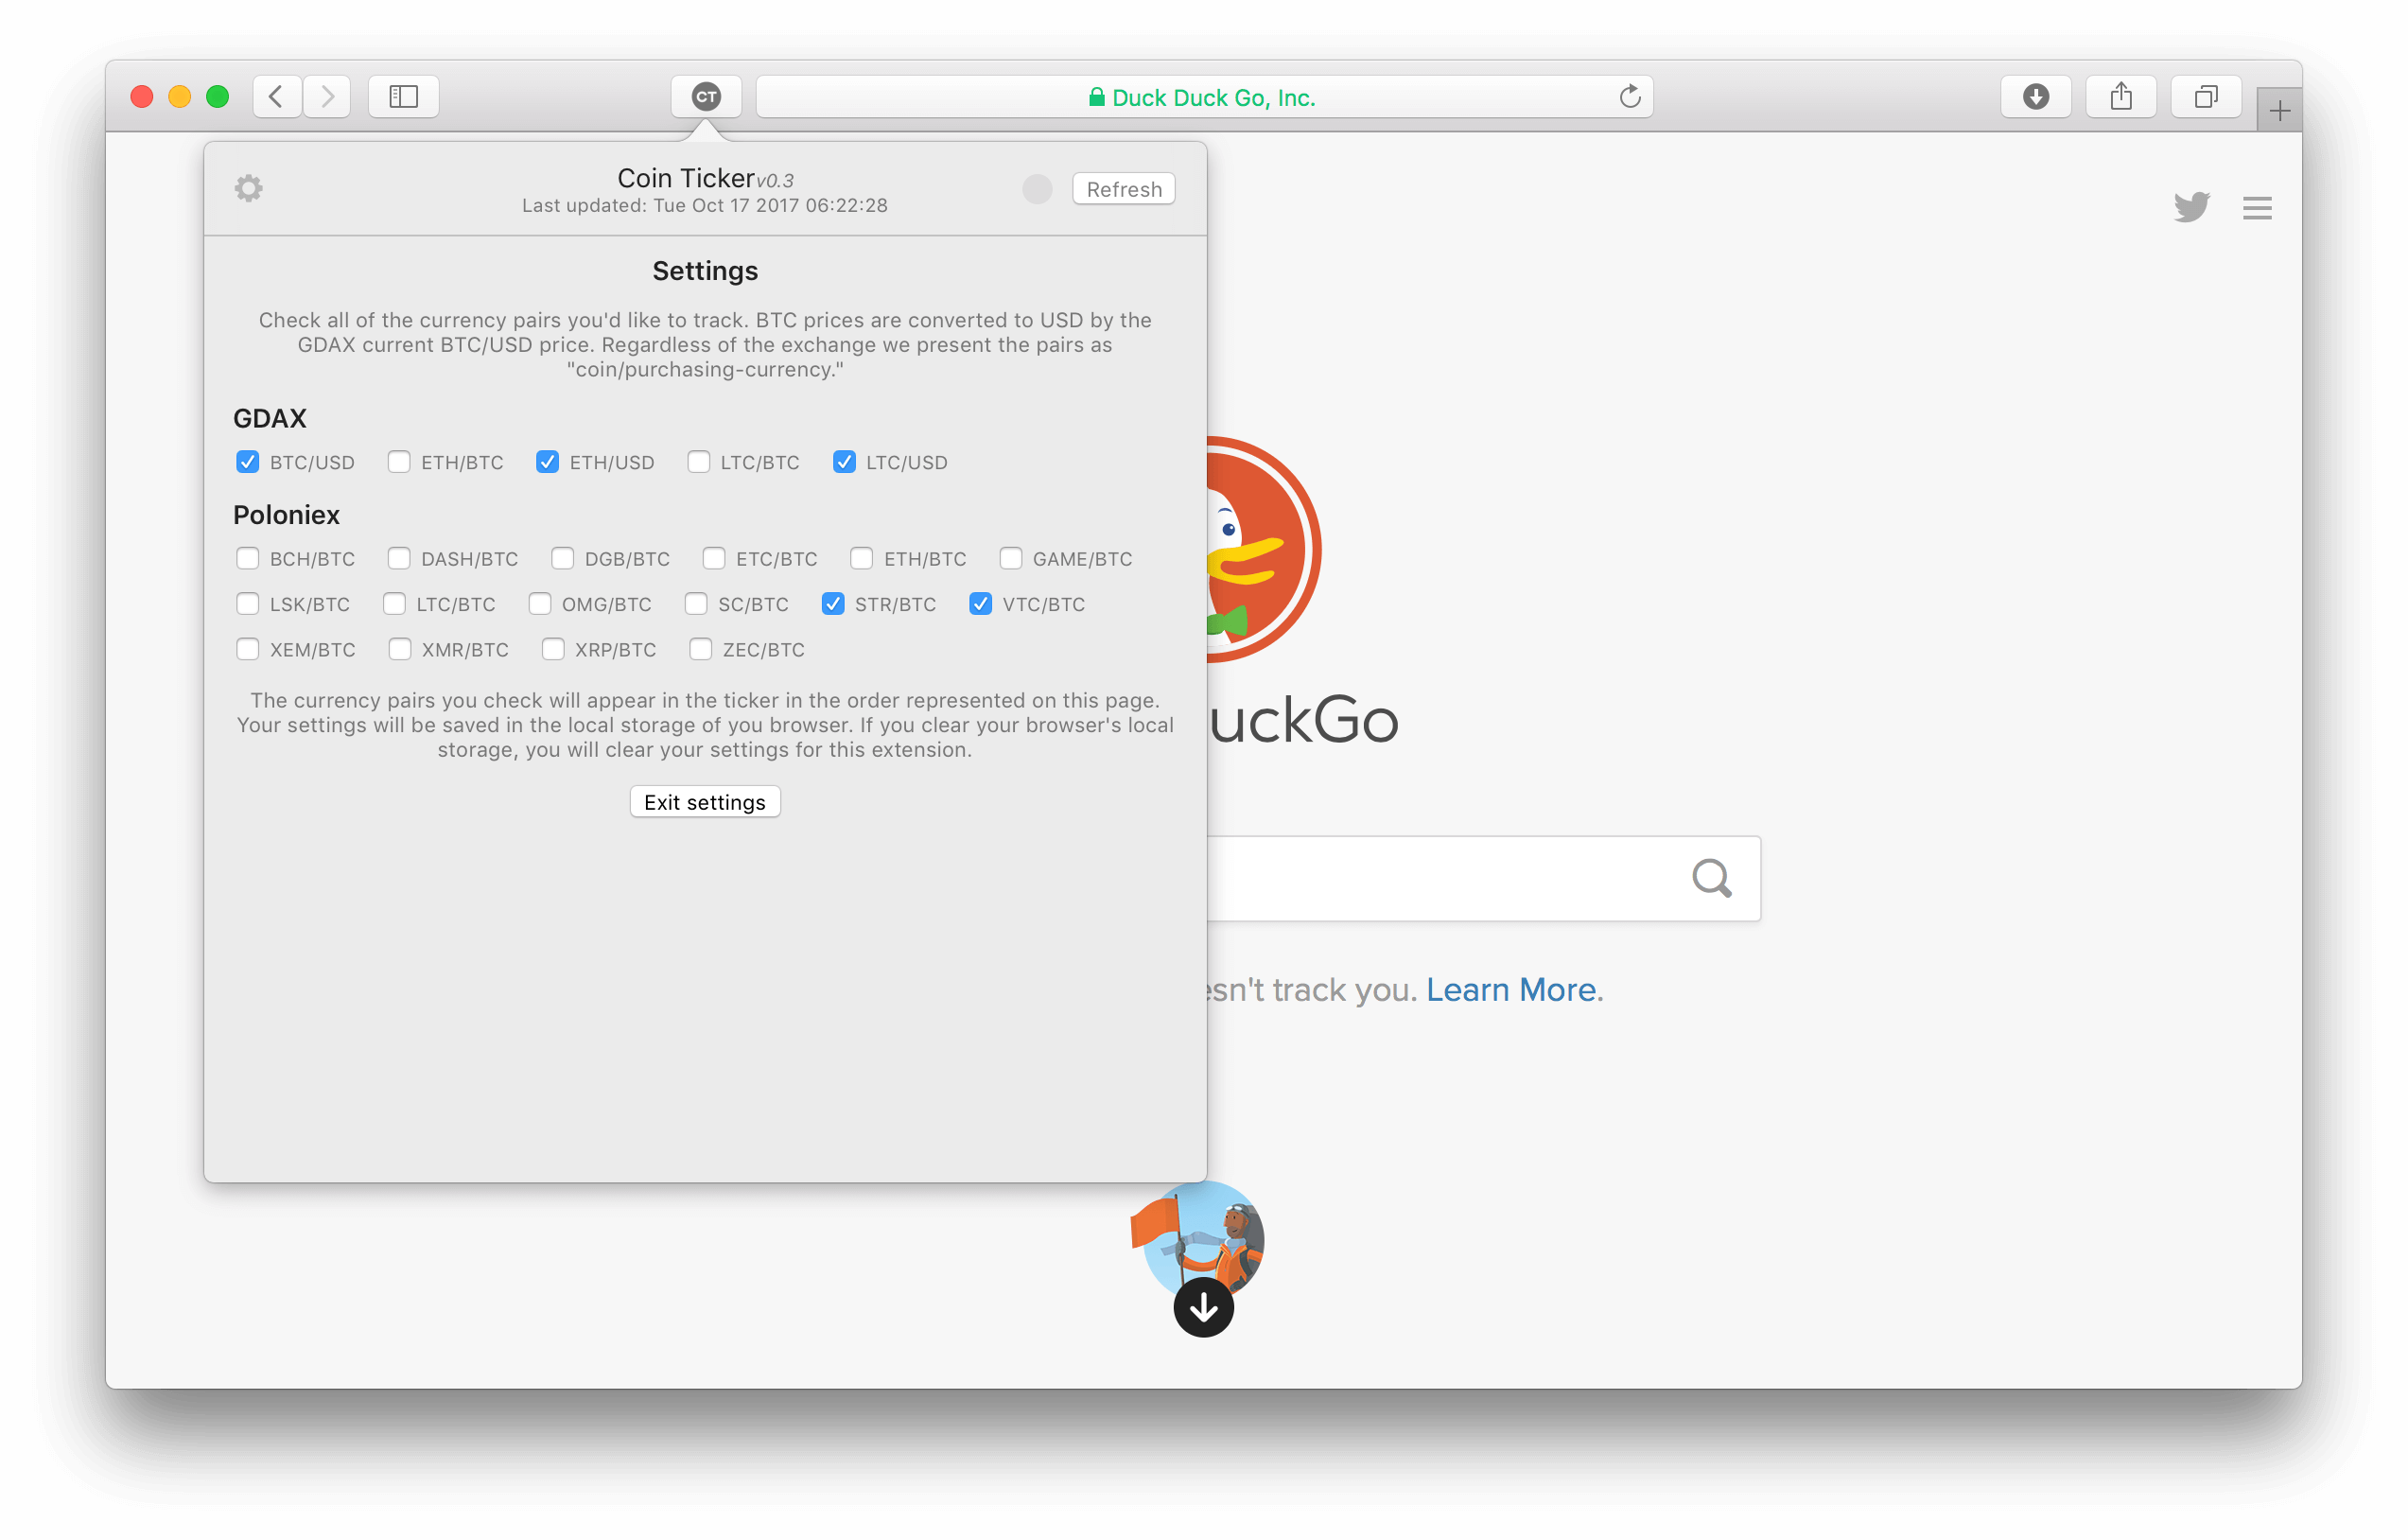 CT
Duck Duck Go, Inc.
Coin Ticker v0.3
Last updated: Tue Oct 17 2017 06:22:28
Refresh
Settings
Check all of the currency pairs you'd like to track. BTC prices are converted to USD by the
GDAX current BTC/USD price. Regardless of the exchange we present the pairs as
"coin/purchasing-currency."
GDAX
BTC/USD ETH/BTC ETH/USD LTC/BTC LTC/USD
Poloniex
BCH/BTC DASH/BTC DGB/BTC ETC/BTC ETH/BTC GAME/BTC
LSK/BTC LTC/BTC OMG/BTC SC/BTC STR/BTC VTC/BTC
XEM/BTC XMR/BTC XRP/BTC ZEC/BTC
The currency pairs you check will appear in the ticker in the order represented on this page.
Your settings will be saved in the local storage of you browser. If you clear your browser's local
storage, you will clear your settings for this extension.
Exit settings
uckGo
esn't track you. Learn More.